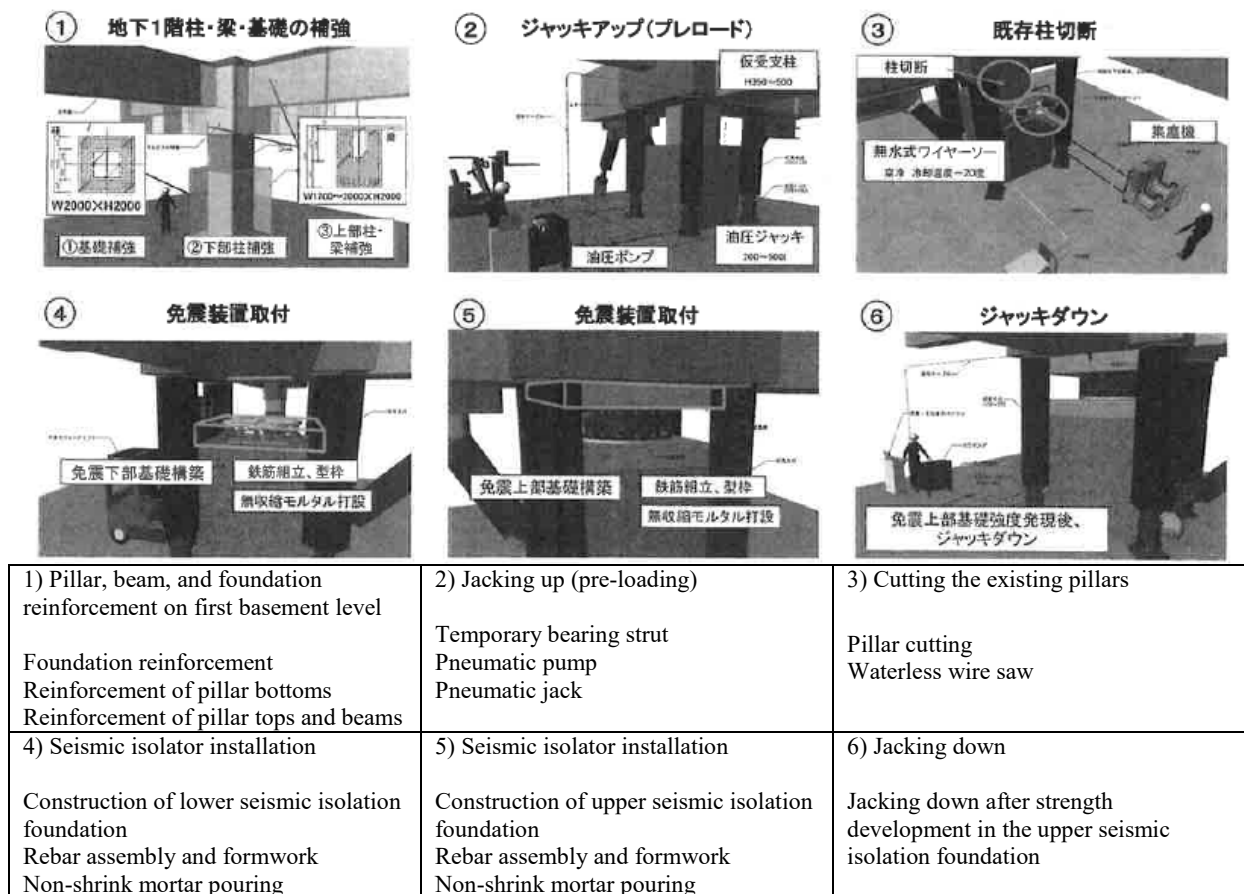 ① 地下1階柱・梁・基礎の補強
W2000×H2000
W1700～2000×H2000
①基礎補強
②下部柱補強
③上部柱・
梁補強
② ジャッキアップ(プレロード)
仮受支柱
H350～500
油圧ポンプ
油圧ジャッキ
200～500t
③ 既存柱切断
柱切断
無水式ワイヤーソー
空冷 冷却温度－20度
集塵機
④ 免震装置取付
免震下部基礎構築
鉄筋組立、型枠
無収縮モルタル打設
⑤ 免震装置取付
免震上部基礎構築
鉄筋組立、型枠
無収縮モルタル打設
⑥ ジャッキダウン
免震上部基礎強度発現後、
ジャッキダウン
1) Pillar, beam, and foundation
reinforcement on first basement level
Foundation reinforcement
Reinforcement of pillar bottoms
Reinforcement of pillar tops and beams
2) Jacking up (pre-loading)
Temporary bearing strut
Pneumatic pump
Pneumatic jack
3) Cutting the existing pillars
Pillar cutting
Waterless wire saw
4) Seismic isolator installation
Construction of lower seismic isolation
foundation
Rebar assembly and formwork
Non-shrink mortar pouring
5) Seismic isolator installation
Construction of upper seismic isolation
foundation
Rebar assembly and formwork
Non-shrink mortar pouring
6) Jacking down
Jacking down after strength
development in the upper seismic
isolation foundation